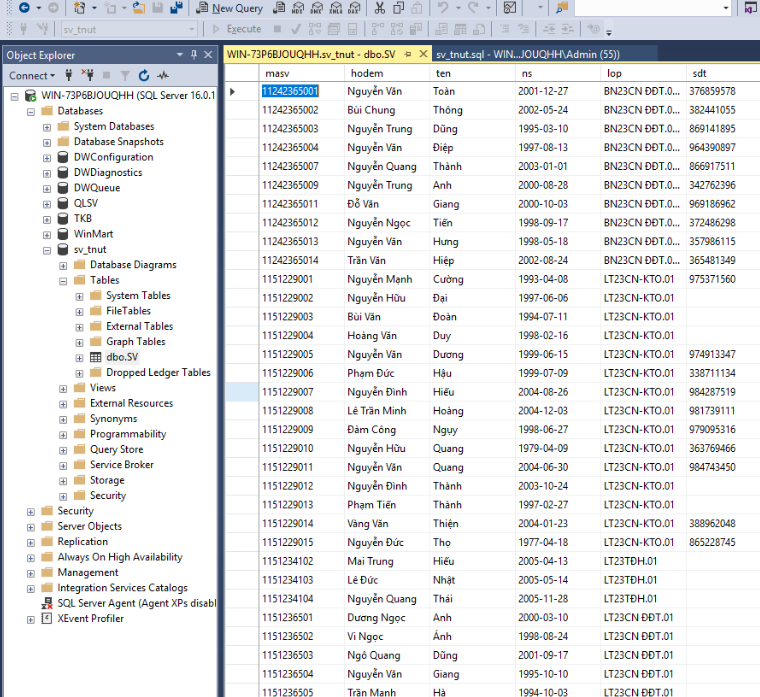 New Query MDX DMX XMLA DAX
sv_tnut Execute
Object Explorer
Connect
WIN-73P6BJOUQHH (SQL Server 16.0.1
Databases
System Databases
Database Snapshots
DWConfiguration
DWDiagnostics
DWQueue
QLSV
TKB
WinMart
sv_tnut
Database Diagrams
Tables
System Tables
FileTables
External Tables
Graph Tables
dbo.SV
Dropped Ledger Tables
Views
External Resources
Synonyms
Programmability
Query Store
Service Broker
Storage
Security
Security
Server Objects
Replication
Always On High Availability
Management
Integration Services Catalogs
SQL Server Agent (Agent XPs disabl
XEvent Profiler
WIN-73P6BJOUQHH.sv_tnut - dbo.SV sv_tnut.sql - WIN...JOUQHH\Admin (55))
masv hodem ten ns lop sdt
11242365001 Nguyễn Văn Toàn 2001-12-27 BN23CN ĐĐT.0... 376859578
11242365002 Bùi Chung Thông 2002-05-24 BN23CN ĐĐT.0... 382441055
11242365003 Nguyễn Trung Dũng 1995-03-10 BN23CN ĐĐT.0... 869141895
11242365004 Nguyễn Văn Điệp 1997-08-13 BN23CN ĐĐT.0... 964390897
11242365007 Nguyễn Quang Thành 2003-01-01 BN23CN ĐĐT.0... 866917511
11242365009 Nguyễn Trung Anh 2000-08-28 BN23CN ĐĐT.0... 342762396
11242365011 Đỗ Văn Giang 2000-10-03 BN23CN ĐĐT.0... 969186962
11242365012 Nguyễn Ngọc Tiến 1998-09-17 BN23CN ĐĐT.0... 372486298
11242365013 Nguyễn Văn Hưng 1998-05-18 BN23CN ĐĐT.0... 357986115
11242365014 Trần Văn Hiệp 2002-08-24 BN23CN ĐĐT.0... 365481349
1151229001 Nguyễn Mạnh Cường 1993-04-08 LT23CN-KTO.01 975371560
1151229002 Nguyễn Hữu Đại 1997-06-06 LT23CN-KTO.01
1151229003 Bùi Văn Đoàn 1994-07-11 LT23CN-KTO.01
1151229004 Hoàng Văn Duy 1998-02-16 LT23CN-KTO.01
1151229005 Nguyễn Văn Dương 1999-06-15 LT23CN-KTO.01 974913347
1151229006 Phạm Đức Hậu 1999-07-09 LT23CN-KTO.01 338711134
1151229007 Nguyễn Đình Hiếu 2004-08-26 LT23CN-KTO.01 984287519
1151229008 Lê Trần Minh Hoàng 2004-12-03 LT23CN-KTO.01 981739111
1151229009 Đàm Công Ngụy 1998-06-27 LT23CN-KTO.01 979095316
1151229010 Nguyễn Hữu Quang 1979-04-09 LT23CN-KTO.01 363769466
1151229011 Nguyễn Văn Quang 2004-06-30 LT23CN-KTO.01 984743450
1151229012 Nguyễn Đình Thành 2003-10-24 LT23CN-KTO.01
1151229013 Phạm Tiến Thành 1997-02-27 LT23CN-KTO.01
1151229014 Vàng Văn Thiện 2004-01-23 LT23CN-KTO.01 388962048
1151229015 Nguyễn Đức Thọ 1977-04-18 LT23CN-KTO.01 865228745
1151234102 Mai Trung Hiếu 2005-04-13 LT23TĐH.01
1151234103 Lê Đức Nhật 2005-05-14 LT23TĐH.01
1151234104 Nguyễn Quang Thái 2005-11-28 LT23TĐH.01
1151236501 Dương Ngọc Anh 2000-03-10 LT23CN ĐĐT.01
1151236502 Vi Ngọc Ánh 1998-08-24 LT23CN ĐĐT.01
1151236503 Ngô Quang Dũng 2001-09-17 LT23CN ĐĐT.01
1151236504 Nguyễn Văn Giang 1995-10-10 LT23CN ĐĐT.01
1151236505 Trần Mạnh Hà 1994-10-03 LT23CN ĐĐT.01